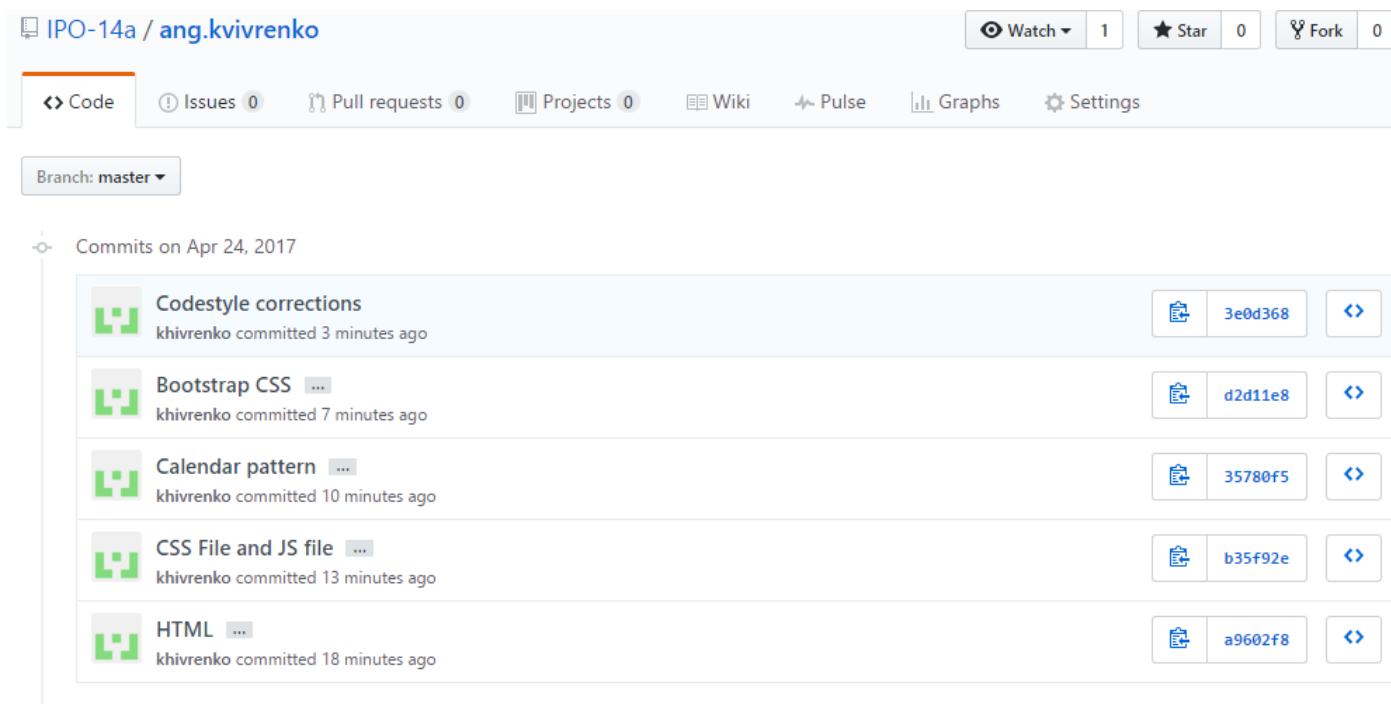 IPO-14a / ang.kvivrenko Watch 1 Star 0 Fork 0
Code Issues 0 Pull requests 0 Projects 0 Wiki Pulse Graphs Settings
Branch: master
Commits on Apr 24, 2017
Codestyle corrections
khivrenko committed 3 minutes ago
3e0d368
Bootstrap CSS ...
khivrenko committed 7 minutes ago
d2d11e8
Calendar pattern ...
khivrenko committed 10 minutes ago
35780f5
CSS File and JS file ...
khivrenko committed 13 minutes ago
b35f92e
HTML ...
khivrenko committed 18 minutes ago
a9602f8